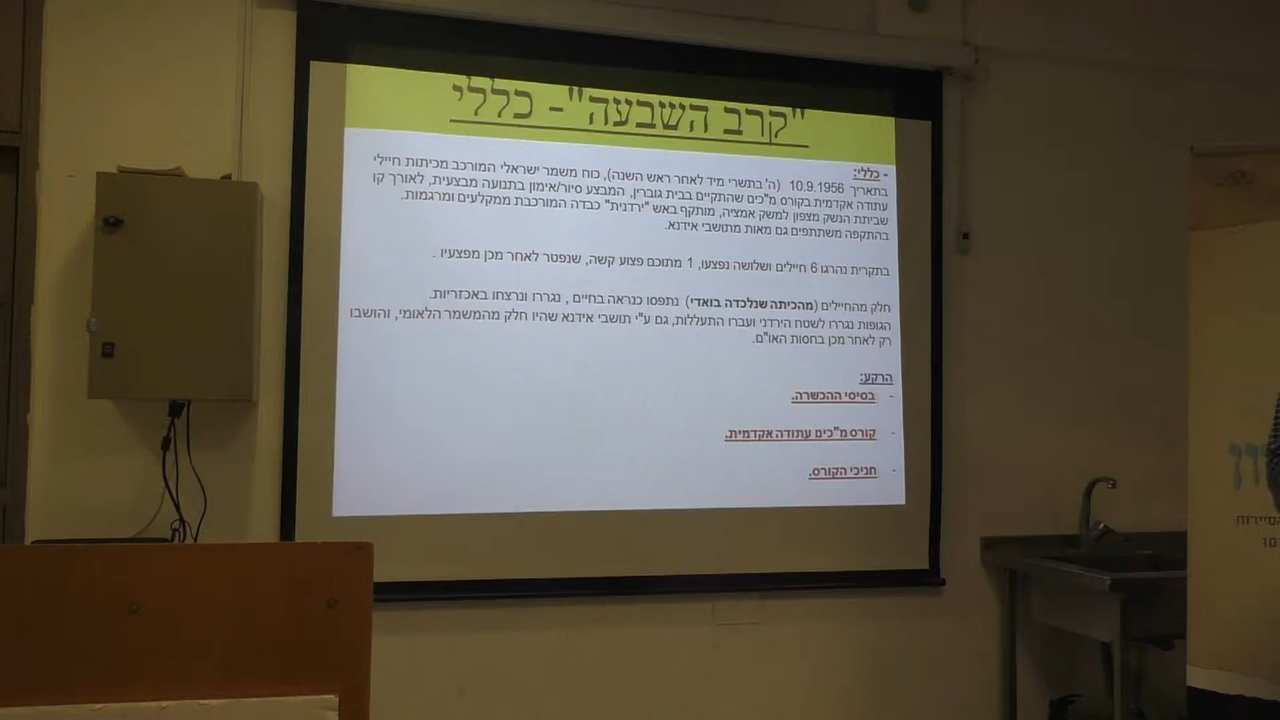 "קרב השבעה"- כללי
- כללי:
בתאריך 10.9.1956 (ה' בתשרי מיד לאחר ראש השנה), כוח משמר ישראלי המורכב מכיתות חיילי
עתודה אקדמית בקורס מ"כים שהתקיים בבית גוברין, המבצע סיור/אימון בתנועה מבצעית, לאורך קו
שביתת הנשק מצפון למשק אמציה, מותקף באש "ירדנית" כבדה המורכבת ממקלעים ומרגמות.
בהתקפה משתתפים גם מאות מתושבי אידנא.
בתקרית נהרגו 6 חיילים ושלושה נפצעו, 1 מתוכם פצוע קשה, שנפטר לאחר מכן מפצעיו .
חלק מהחיילים (מהכיתה שנלכדה בואדי) נתפסו כנראה בחיים , נגררו ונרצחו באכזריות.
הגופות נגררו לשטח הירדני ועברו התעללות, גם ע"י תושבי אידנא שהיו חלק מהמשמר הלאומי, והושבו
רק לאחר מכן בחסות האו"ם.
הרקע:
- בסיסי ההכשרה.
- קורס מ"כים עתודה אקדמית.
- חניכי הקורס.